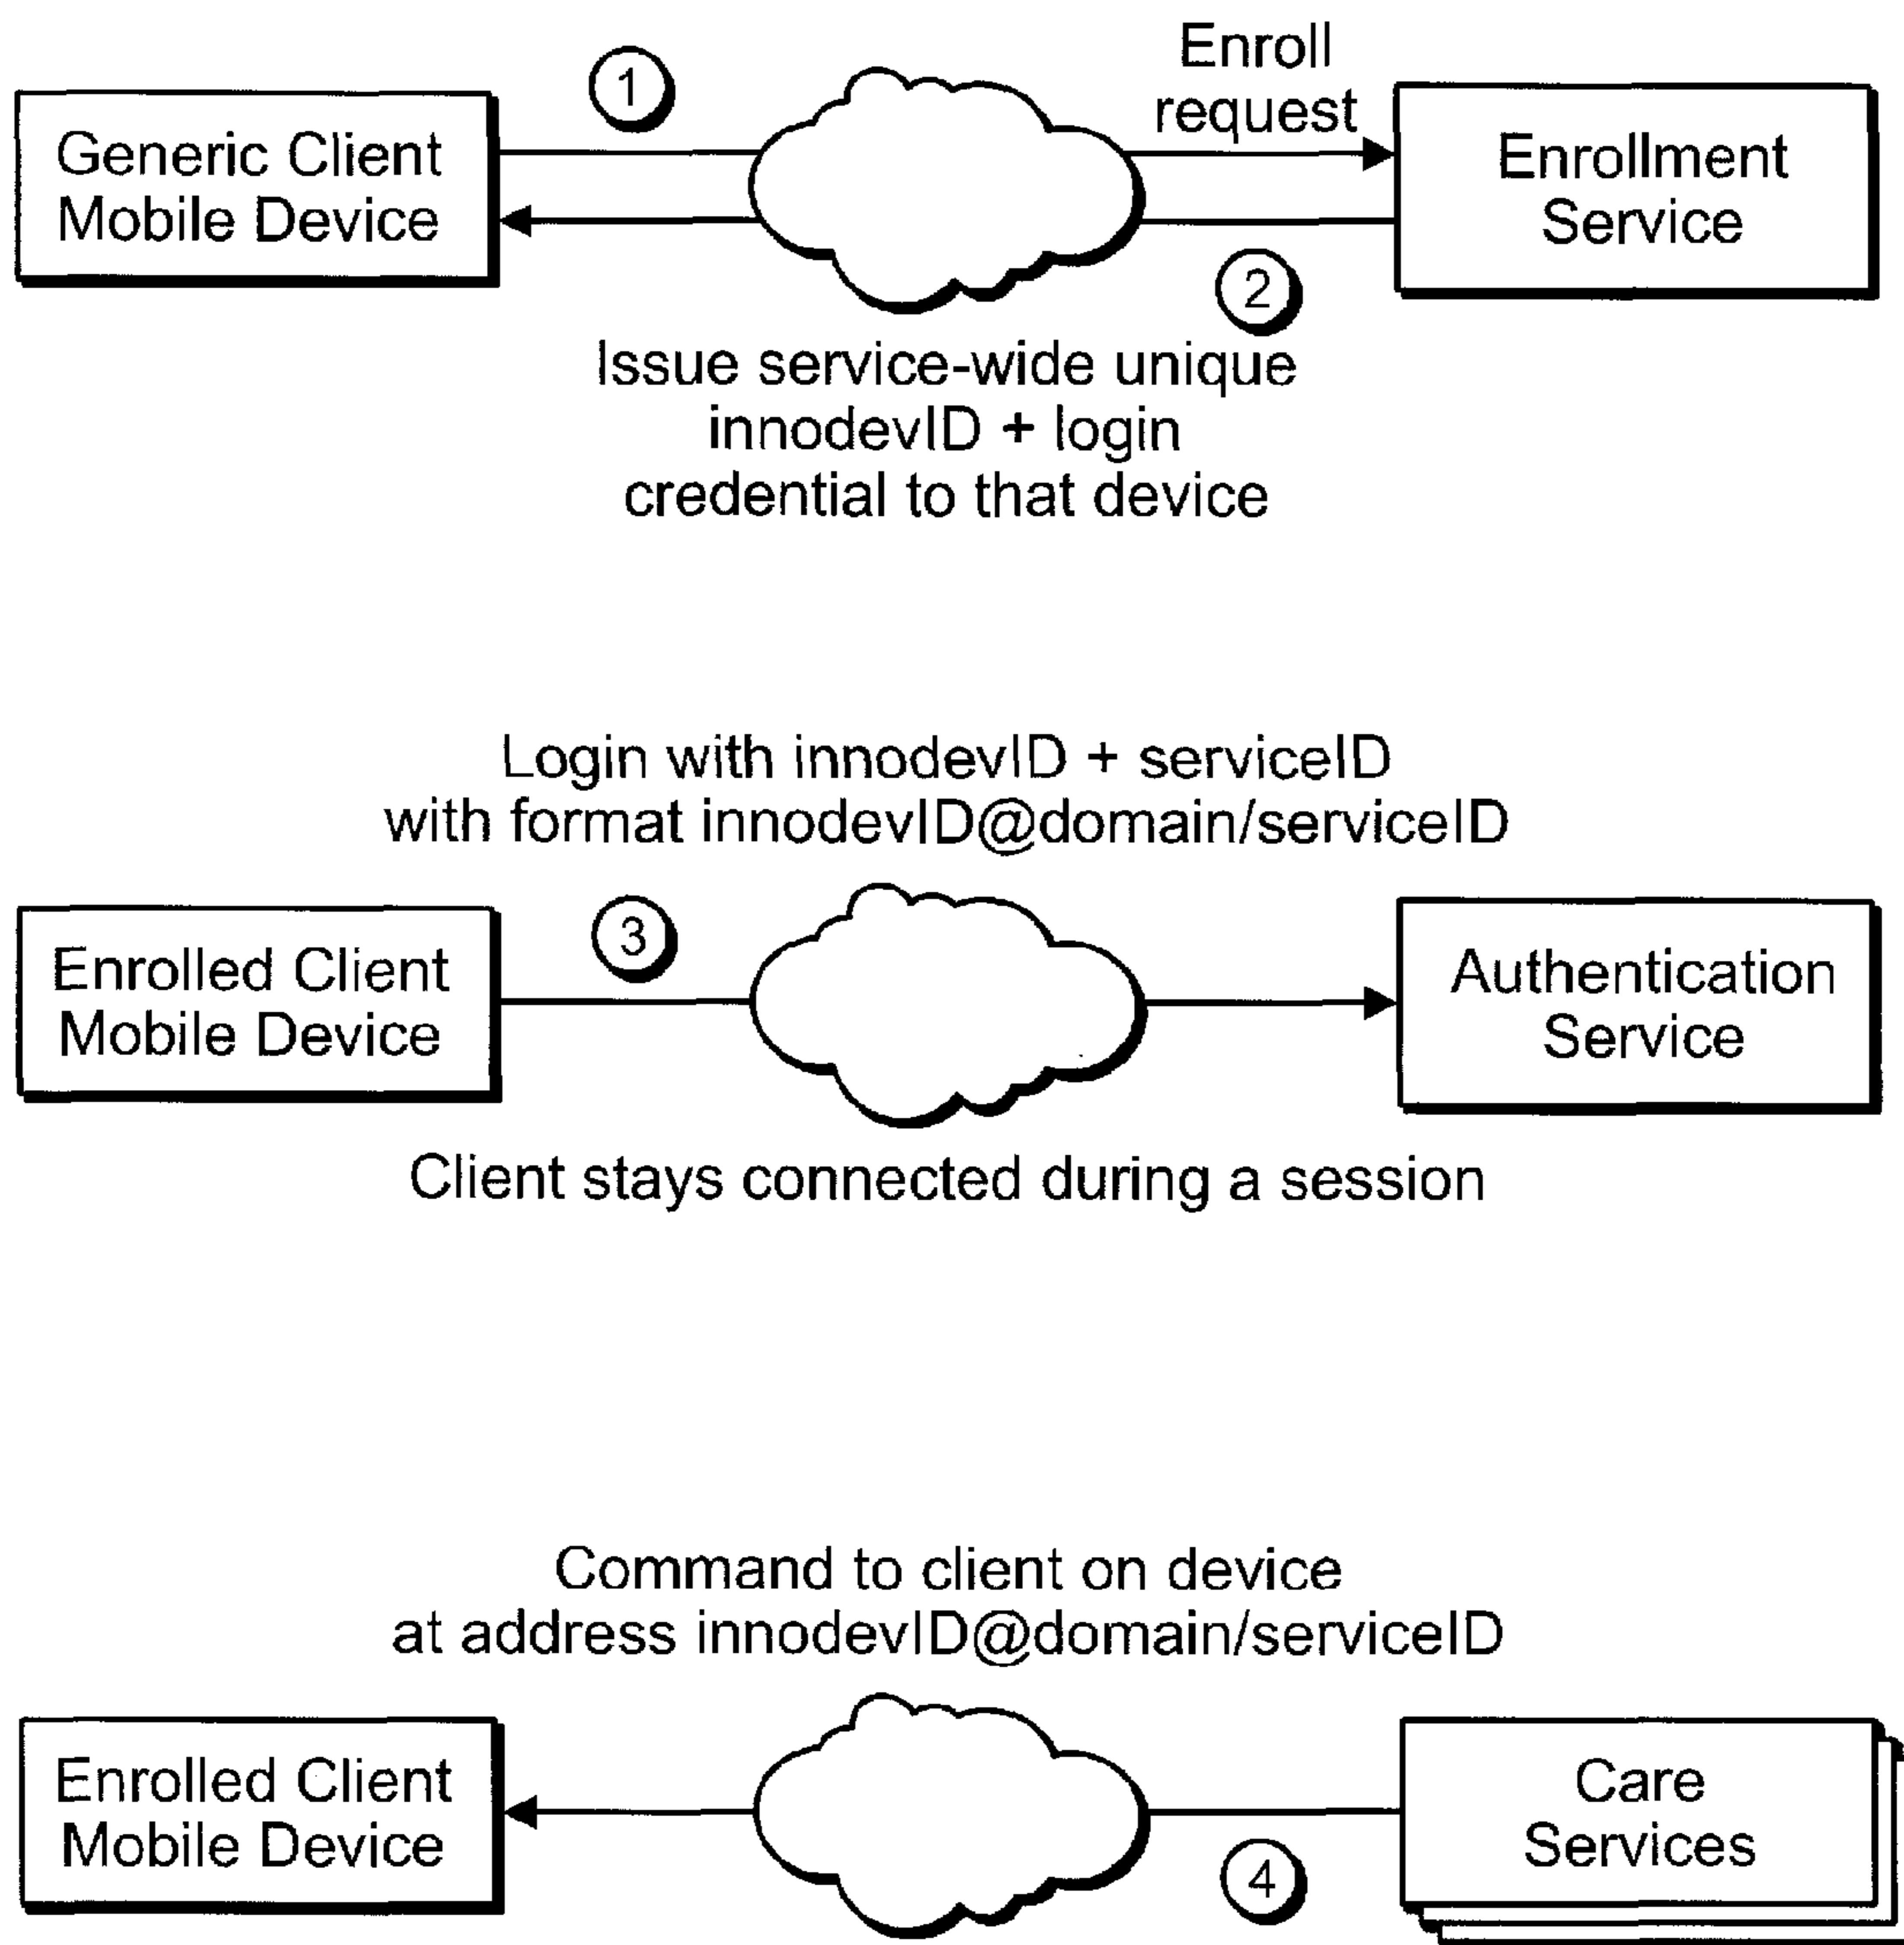 Generic Client
Mobile Device
1
Enroll
request
Enrollment
Service
2
Issue service-wide unique
innodevID + login
credential to that device
Login with innodevID + serviceID
with format innodevID@domain/serviceID
Enrolled Client
Mobile Device
3
Authentication
Service
Client stays connected during a session
Command to client on device
at address innodevID@domain/serviceID
Enrolled Client
Mobile Device
4
Care
Services